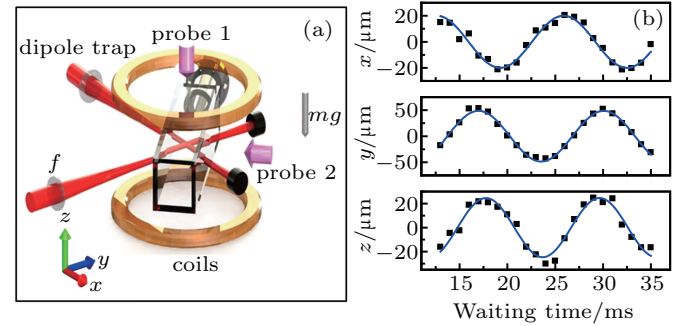 (a)
probe 1
dipole trap
mg
f
probe 2
z
y
x
coils
(b)
x/μm
20
0
−20
y/μm
50
0
−50
z/μm
20
0
−20
15 20 25 30 35
Waiting time/ms